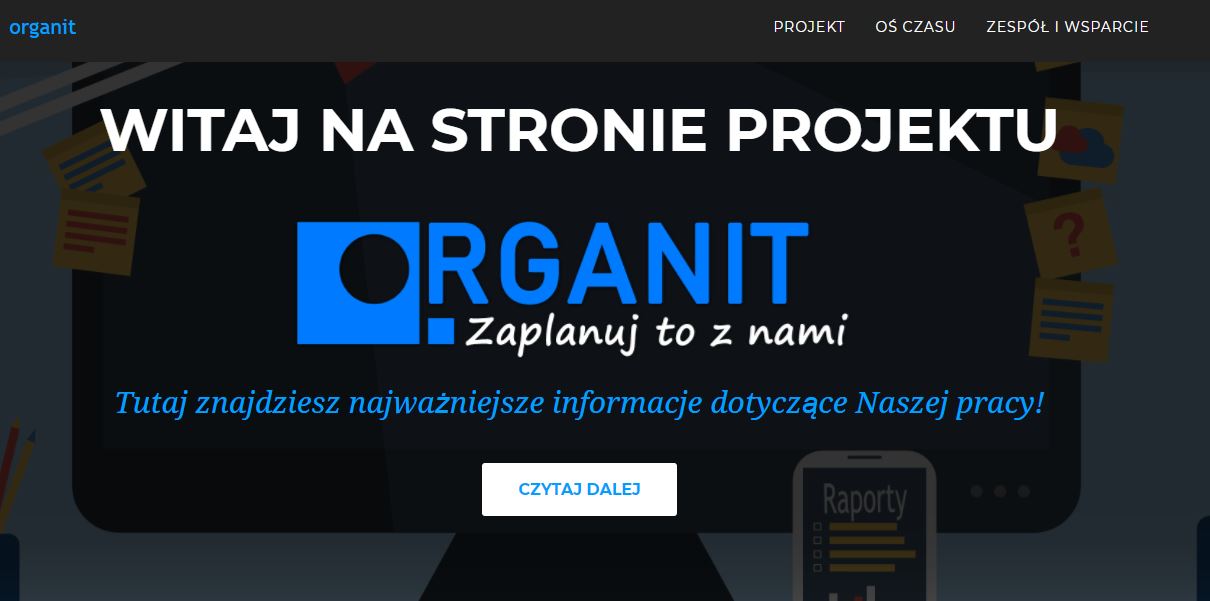 organit
PROJEKT
OŚ CZASU
ZESPÓŁ I WSPARCIE
WITAJ NA STRONIE PROJEKTU
ORGANIT
Zaplanuj to z nami
Tutaj znajdziesz najważniejsze informacje dotyczące Naszej pracy!
CZYTAJ DALEJ
Raporty
?